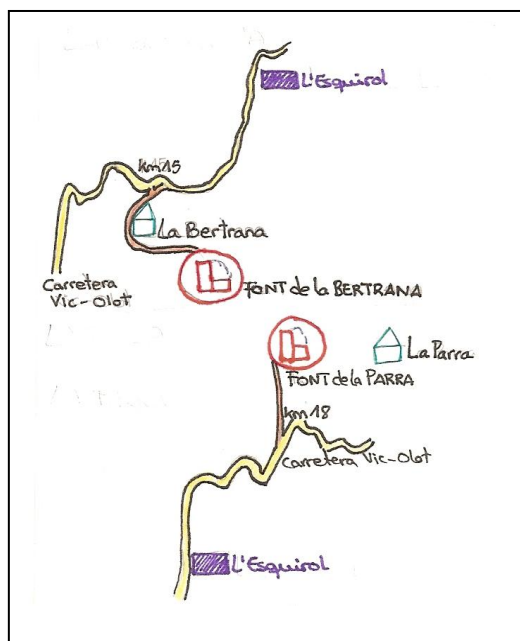 L'Esquirol
km 15
La Bertrana
Carretera
Vic-Olot
FONT de la BERTRANA
La Parra
FONT de la PARRA
km 18
Carretera Vic-Olot
L'Esquirol